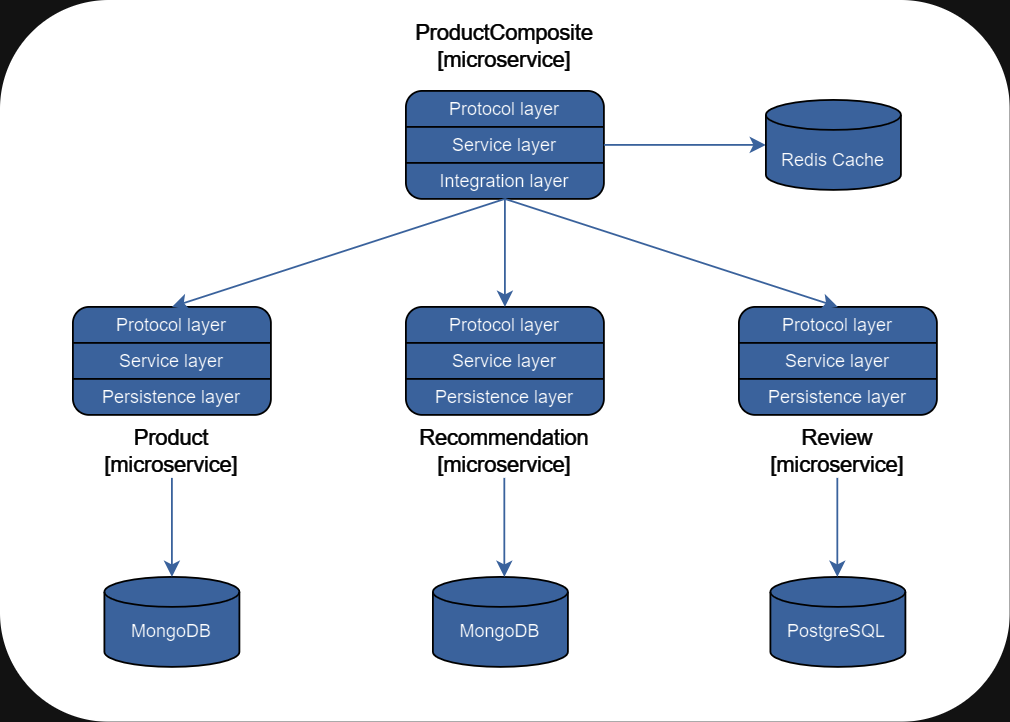 ProductComposite
[microservice]
Protocol layer
Service layer
Integration layer
Redis Cache
Protocol layer
Service layer
Persistence layer
Product
[microservice]
Protocol layer
Service layer
Persistence layer
Recommendation
[microservice]
Protocol layer
Service layer
Persistence layer
Review
[microservice]
MongoDB
MongoDB
PostgreSQL